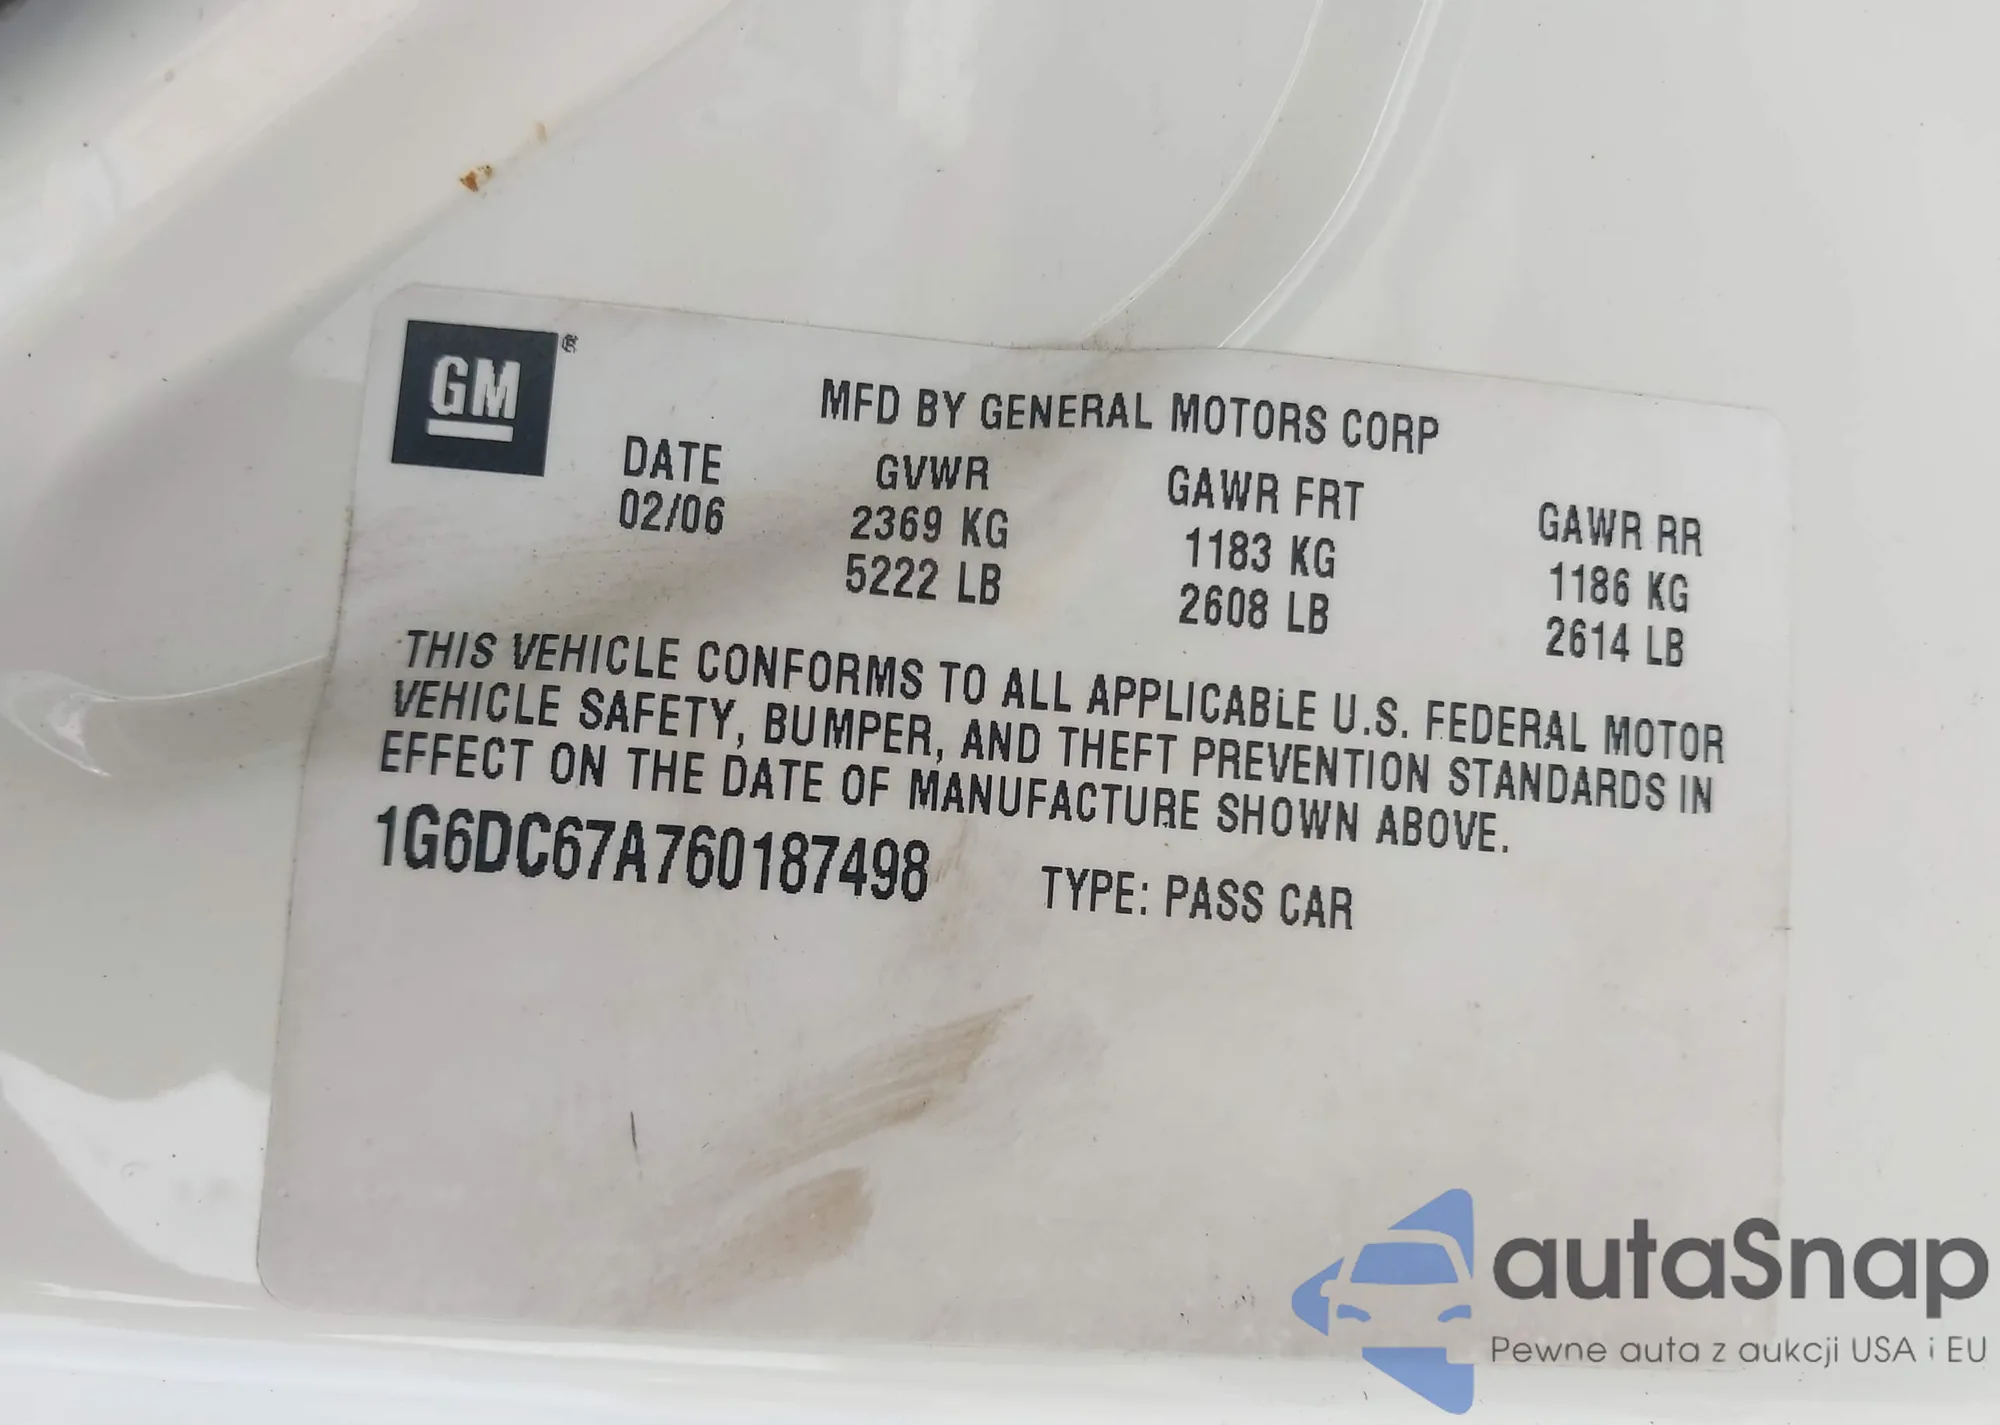 GM®
MFD BY GENERAL MOTORS CORP
DATE GVWR GAWR FRT GAWR RR
02/06 2369 KG 1183 KG 1186 KG
5222 LB 2608 LB 2614 LB
THIS VEHICLE CONFORMS TO ALL APPLICABLE U.S. FEDERAL MOTOR
VEHICLE SAFETY, BUMPER, AND THEFT PREVENTION STANDARDS IN
EFFECT ON THE DATE OF MANUFACTURE SHOWN ABOVE.
1G6DC67A760187498 TYPE: PASS CAR
autaSnap
Pewne auta z aukcji USA i EU